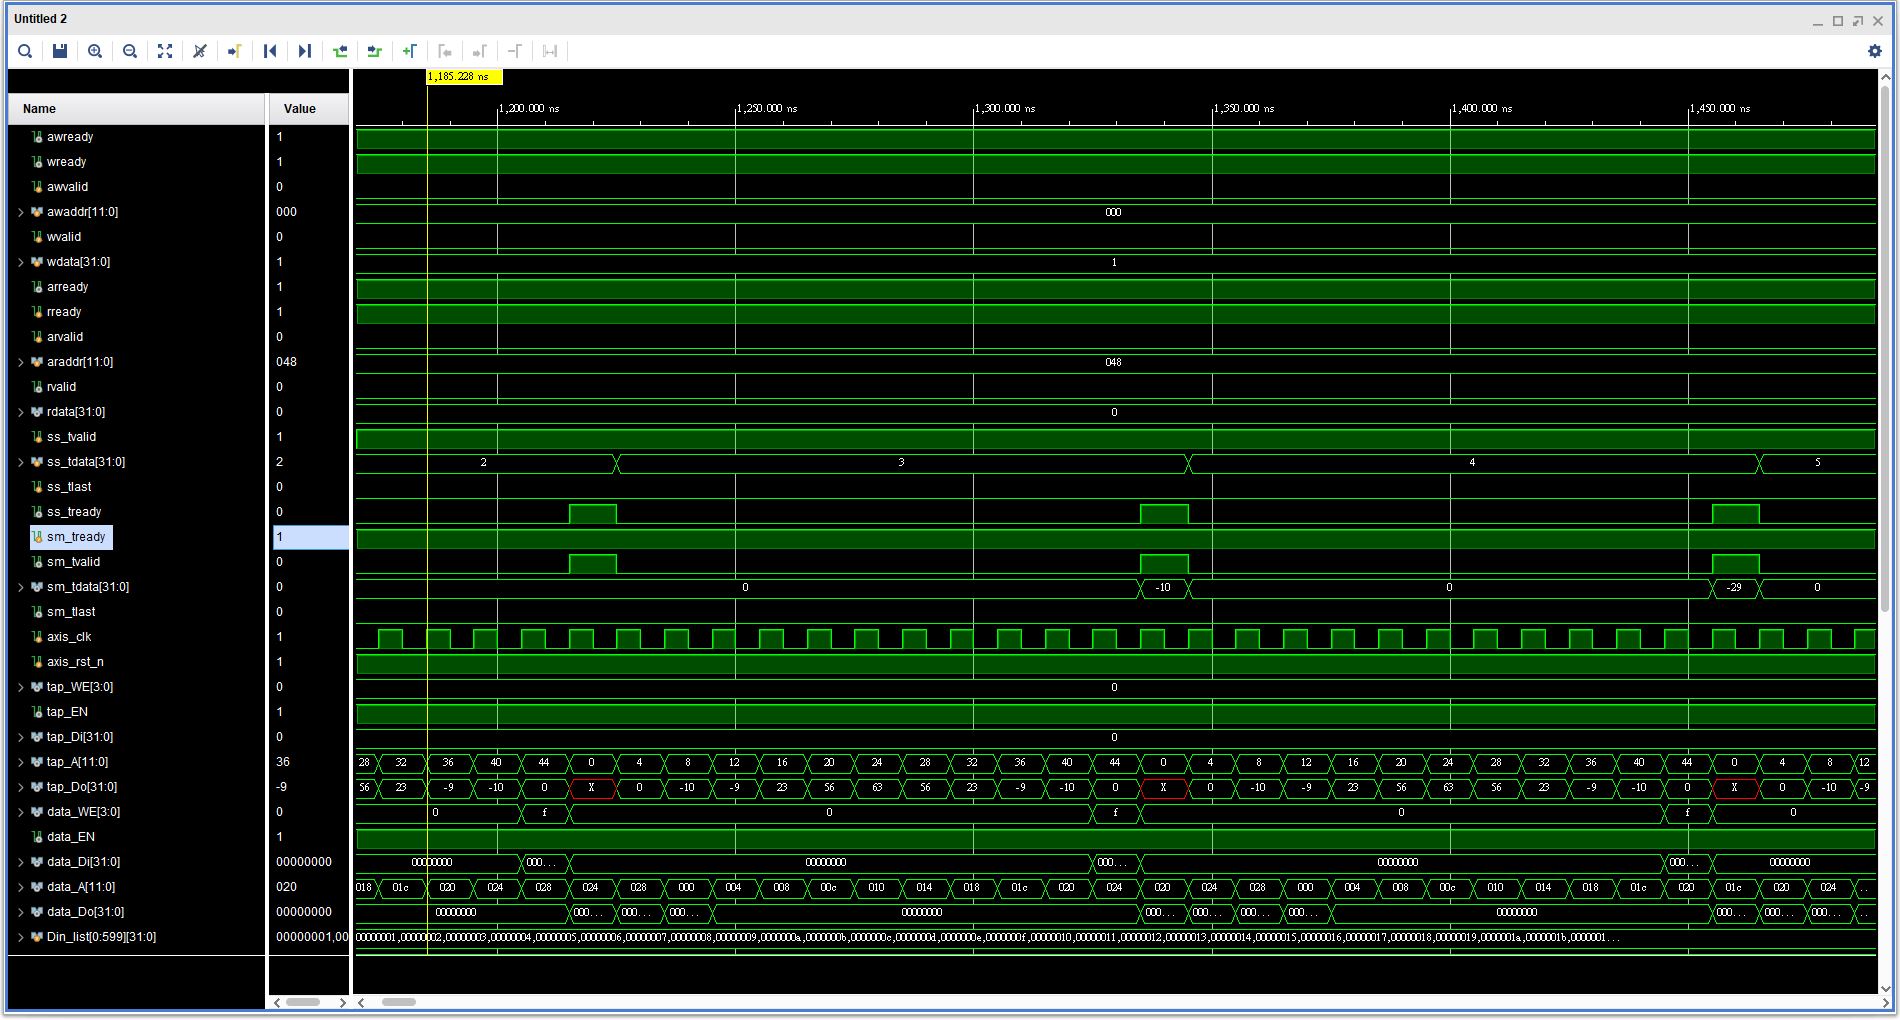 Untitled 2
1,185.228 ns
1,200.000 ns 1,250.000 ns 1,300.000 ns 1,350.000 ns 1,400.000 ns 1,450.000 ns
Name Value
awready 1
wready 1
awvalid 0
awaddr[11:0] 000 000
wvalid 0
wdata[31:0] 1 1
arready 1
rready 1
arvalid 0
araddr[11:0] 048 048
rvalid 0
rdata[31:0] 0 0
ss_tvalid 1
ss_tdata[31:0] 2 2 3 4 5
ss_tlast 0
ss_tready 0
sm_tready 1
sm_tvalid 0
sm_tdata[31:0] 0 0 -10 0 -29 0
sm_tlast 0
axis_clk 1
axis_rst_n 1
tap_WE[3:0] 0 0
tap_EN 1
tap_Di[31:0] 0 0
tap_A[11:0] 36 28 32 36 40 44 0 4 8 12 16 20 24 28 32 36 40 44 0 4 8 12 16 20 24 28 32 36 40 44 0 4 8 12
tap_Do[31:0] -9 56 23 -9 -10 0 X 0 -10 -9 23 56 63 56 23 -9 -10 0 X 0 -10 -9 23 56 63 56 23 -9 -10 0 X 0 -10 -9
data_WE[3:0] 0 0 f 0 f 0 f 0
data_EN 1
data_Di[31:0] 00000000 00000000 000... 00000000 000... 00000000 000... 00000000
data_A[11:0] 020 018 01c 020 024 028 024 028 000 004 008 00c 010 014 018 01c 020 024 020 024 028 000 004 008 00c 010 014 018 01c 020 01c 020 024 ..
data_Do[31:0] 00000000 00000000 000... 000... 000... 00000000 000... 000... 000... 000... 00000000 000... 000... 000... ..
Din_list[0:599][31:0] 00000001,00 00000001,00000002,00000003,00000004,00000005,00000006,00000007,00000008,00000009,0000000a,0000000b,0000000c,0000000d,0000000e,0000000f,00000010,00000011,00000012,00000013,00000014,00000015,00000016,00000017,00000018,00000019,0000001a,0000001b,0000001...